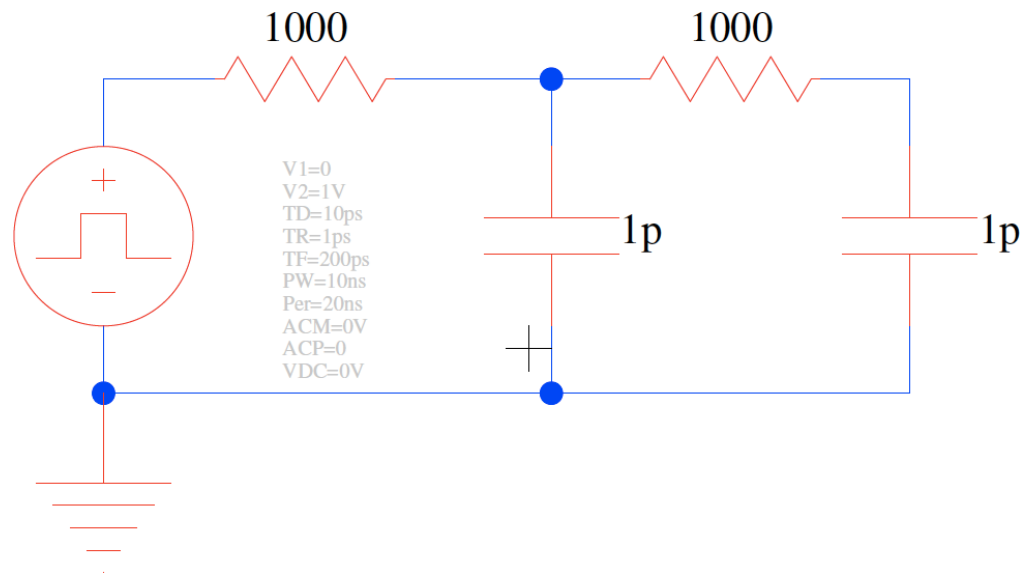 1000
1000
V1=0
V2=1V
TD=10ps
TR=1ps
TF=200ps
PW=10ns
Per=20ns
ACM=0V
ACP=0
VDC=0V
1p
1p